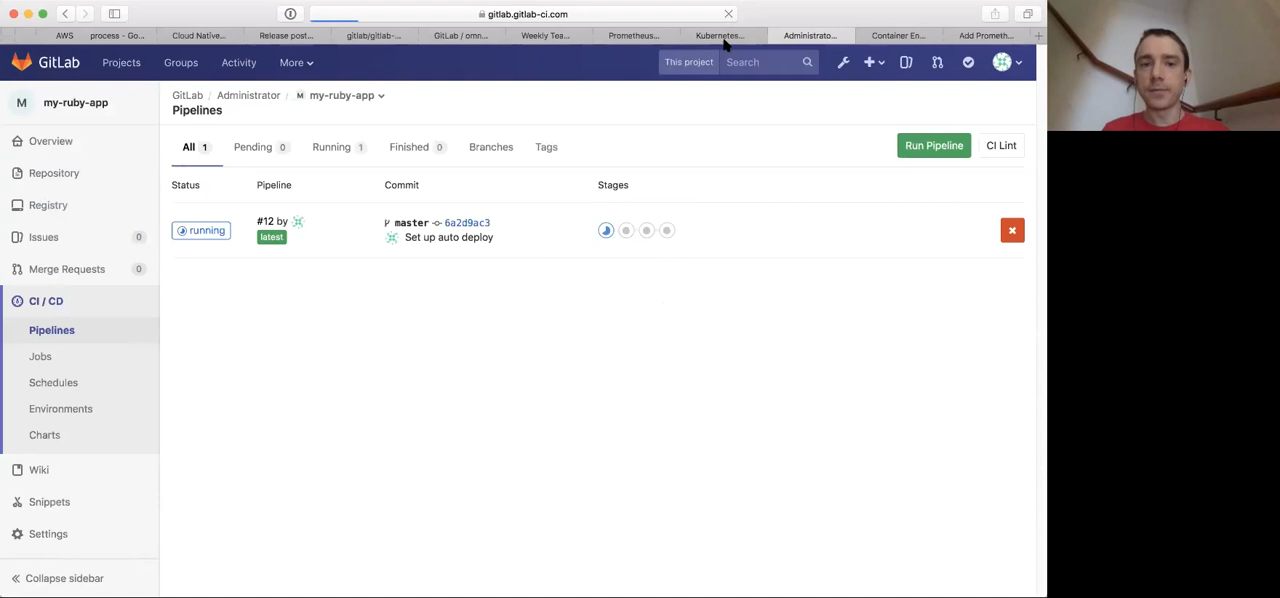 gitlab.gitlab-ci.com
AWS process - Go... Cloud Native... Release post... gitlab/gitlab-... GitLab / omn... Weekly Tea... Prometheus... Kubernetes... Administrato... Container En... Add Prometh...
GitLab Projects Groups Activity More This project Search
M my-ruby-app
GitLab / Administrator / M my-ruby-app
Pipelines
Overview
Repository
Registry
Issues 0
Merge Requests 0
CI / CD
Pipelines
Jobs
Schedules
Environments
Charts
Wiki
Snippets
Settings
Collapse sidebar
All 1 Pending 0 Running 1 Finished 0 Branches Tags Run Pipeline CI Lint
Status Pipeline Commit Stages
running #12 by master 6a2d9ac3
latest Set up auto deploy